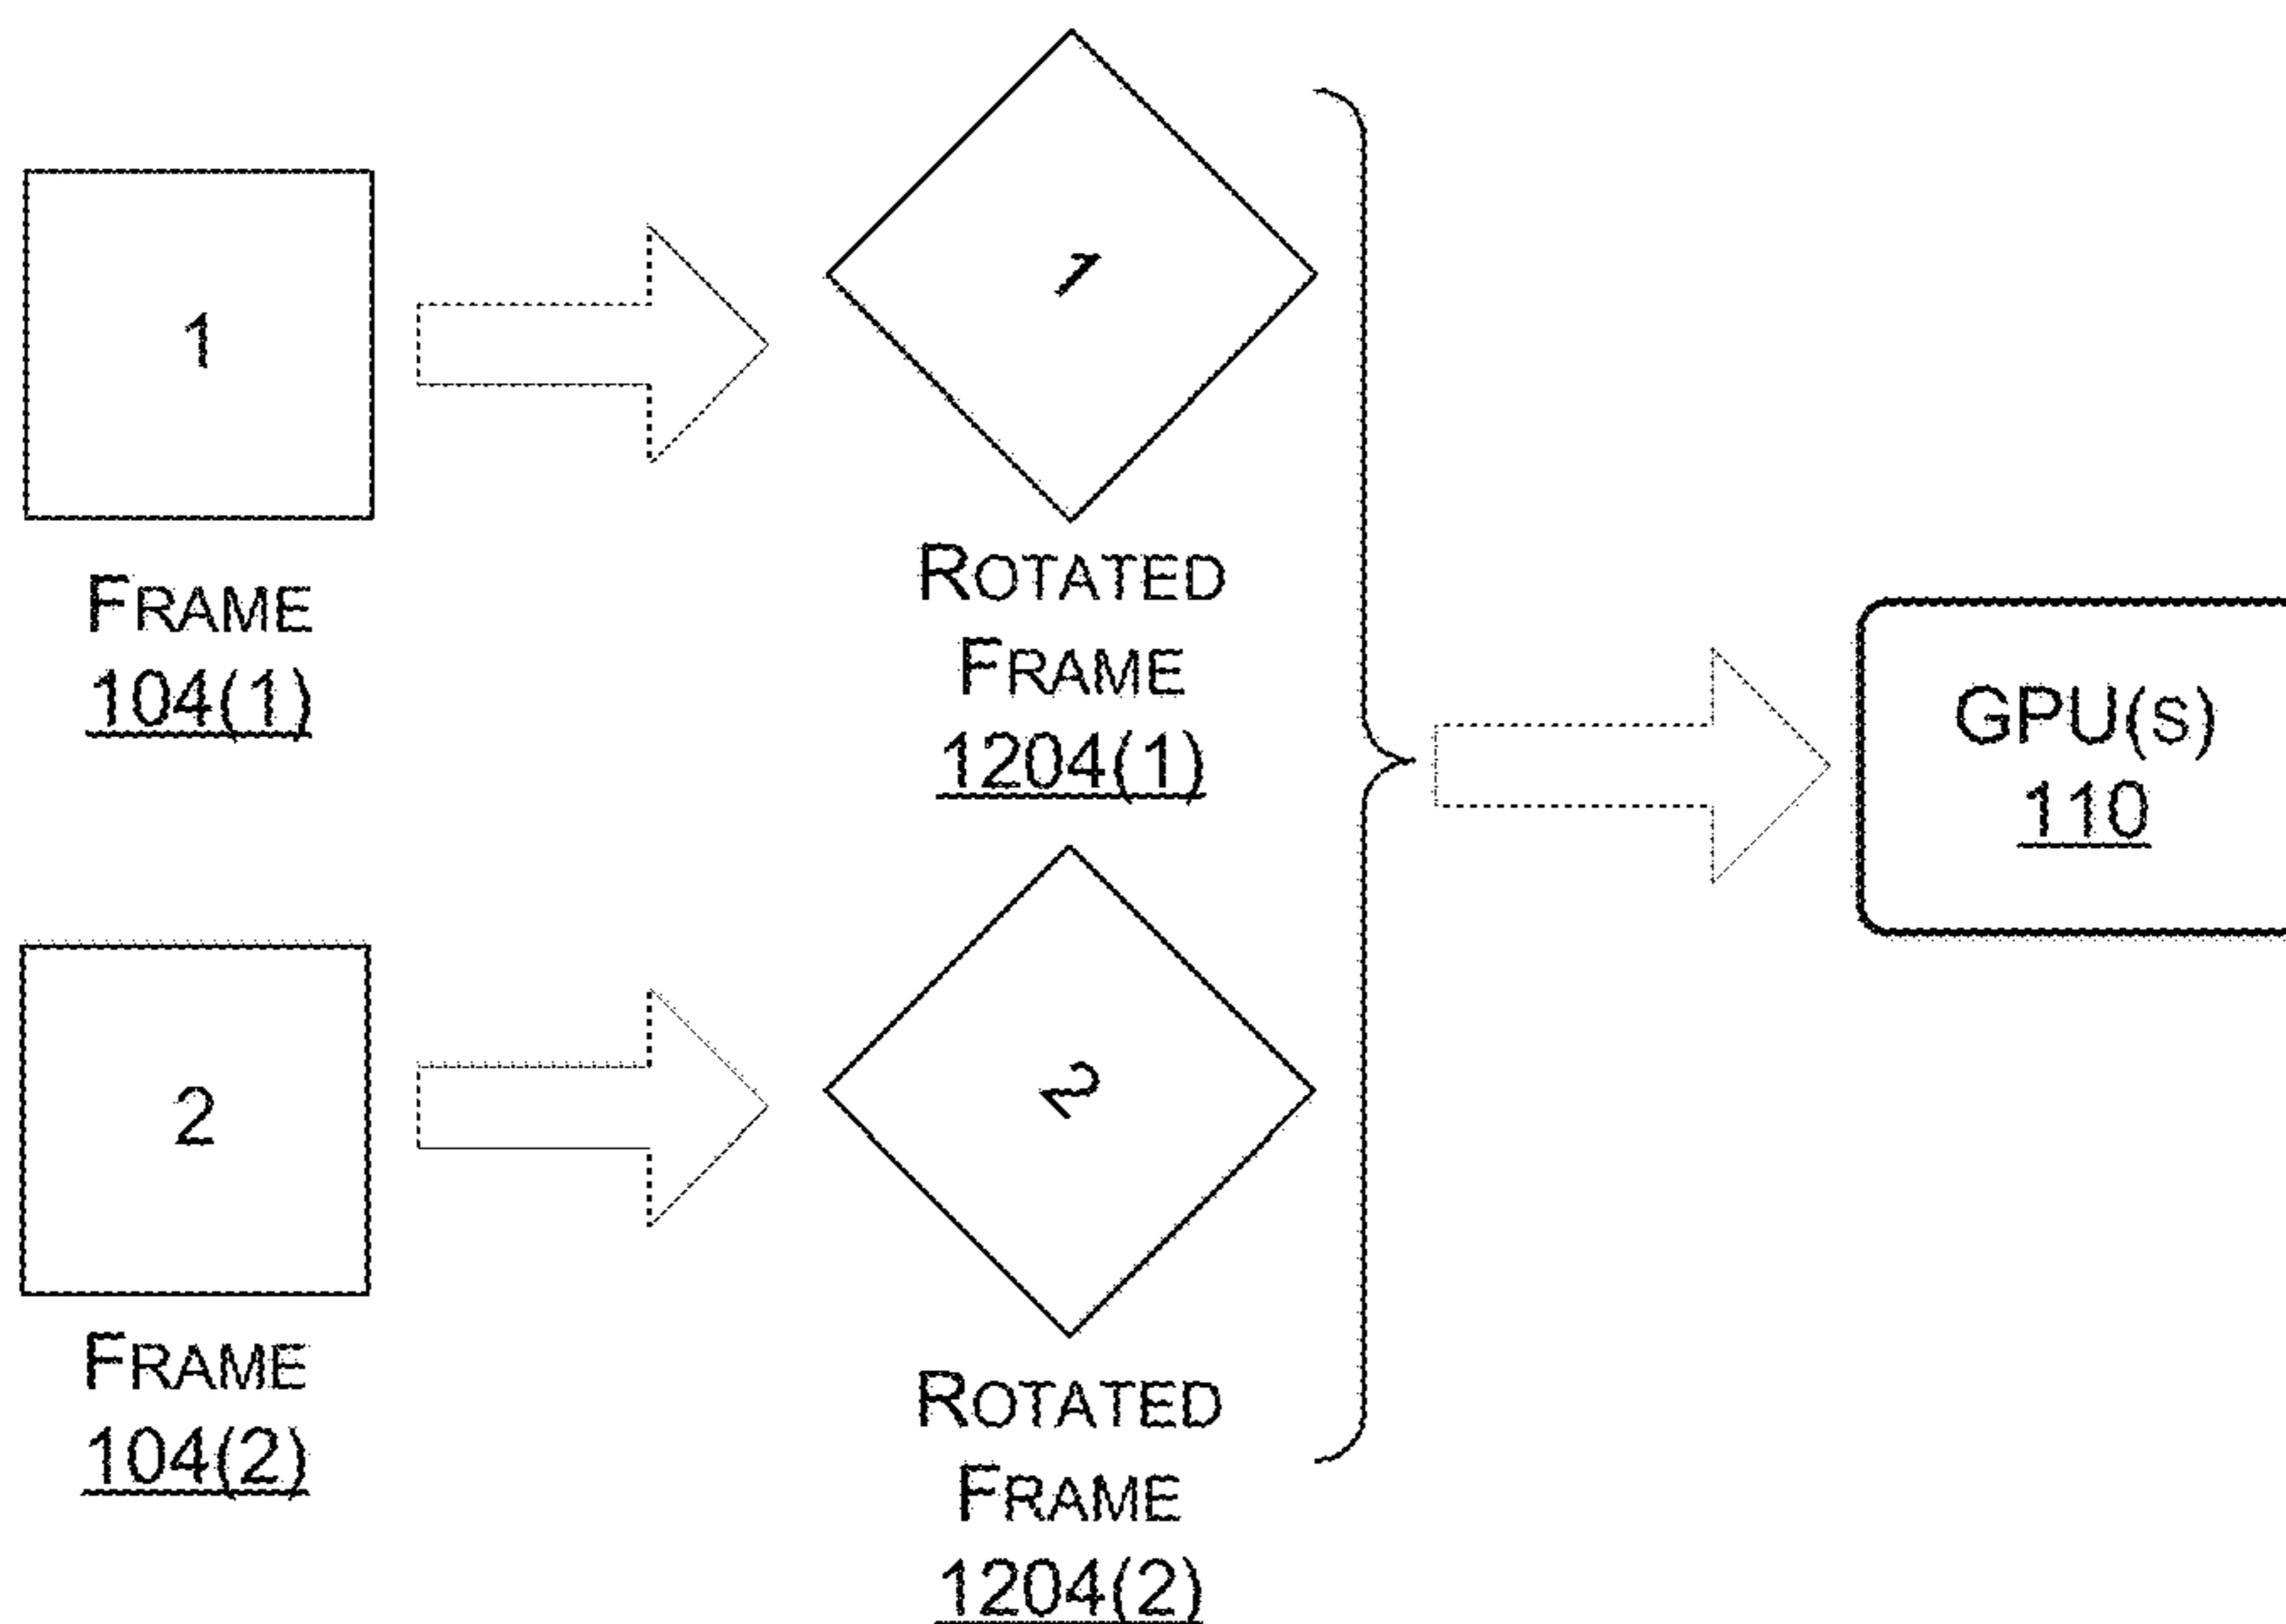 1
FRAME
104(1)
1
ROTATED
FRAME
1204(1)
2
FRAME
104(2)
2
ROTATED
FRAME
1204(2)
GPU(s)
110